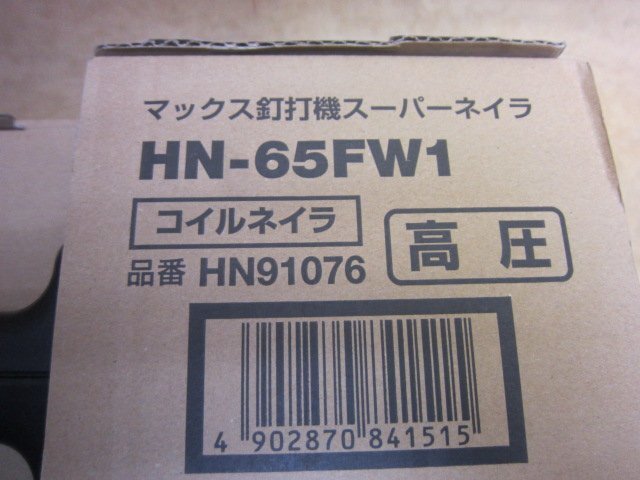 マックス釘打機スーパーネイラ
HN-65FW1
コイルネイラ
高圧
品番 HN91076
4 902870 841515